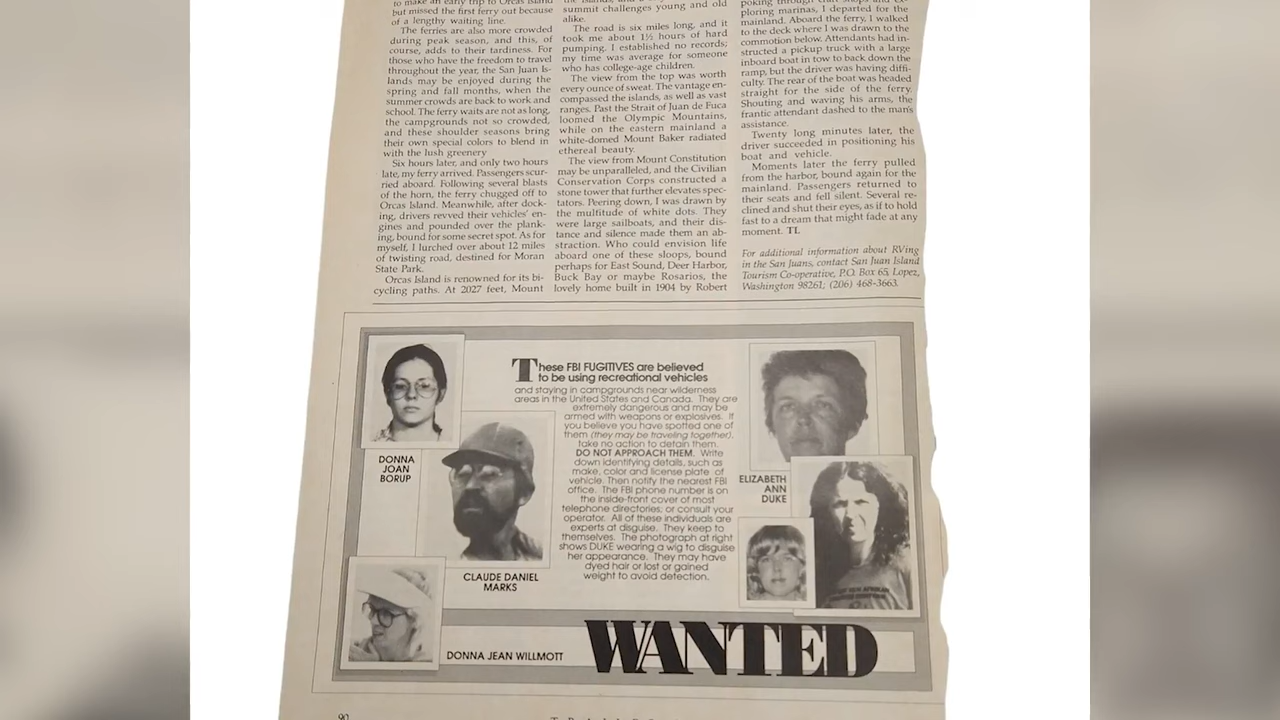 to make an early trip to Orcas Island
but missed the first ferry out because
of a lengthy waiting line.
The ferries are also more crowded
during peak season, and this, of
course, adds to their tardiness. For
those who have the freedom to travel
throughout the year, the San Juan Is-
lands may be enjoyed during the
spring and fall months, when the
summer crowds are back to work and
school. The ferry waits are not as long,
the campgrounds not so crowded,
and these shoulder seasons bring
their own special colors to blend in
with the lush greenery
Six hours later, and only two hours
late, my ferry arrived. Passengers scur-
ried aboard. Following several blasts
of the horn, the ferry chugged off to
Orcas Island. Meanwhile, after dock-
ing, drivers revved their vehicles' en-
gines and pounded over the plank-
ing, bound for some secret spot. As for
myself, I lurched over about 12 miles
of twisting road, destined for Moran
State Park.
Orcas Island is renowned for its bi-
cycling paths. At 2027 feet, Mount
summit challenges young and old
alike.
The road is six miles long, and it
took me about 1½ hours of hard
pumping. I established no records;
my time was average for someone
who has college-age children.
The view from the top was worth
every ounce of sweat. The vantage en-
compassed the islands, as well as vast
ranges. Past the Strait of Juan de Fuca
loomed the Olympic Mountains,
while on the eastern mainland a
white-domed Mount Baker radiated
ethereal beauty.
The view from Mount Constitution
may be unparalleled, and the Civilian
Conservation Corps constructed a
stone tower that further elevates spec-
tators. Peering down, I was drawn by
the multitude of white dots. They
were large sailboats, and their dis-
tance and silence made them an ab-
straction. Who could envision life
aboard one of these sloops, bound
perhaps for East Sound, Deer Harbor,
Buck Bay or maybe Rosarios, the
lovely home built in 1904 by Robert
poking through craft shops and ex-
ploring marinas, I departed for the
mainland. Aboard the ferry, I walked
to the deck where I was drawn to the
commotion below. Attendants had in-
structed a pickup truck with a large
inboard boat in tow to back down the
ramp, but the driver was having diffi-
culty. The rear of the boat was headed
straight for the side of the ferry.
Shouting and waving his arms, the
frantic attendant dashed to the man's
assistance.
Twenty long minutes later, the
driver succeeded in positioning his
boat and vehicle.
Moments later the ferry pulled
from the harbor, bound again for the
mainland. Passengers returned to
their seats and fell silent. Several re-
clined and shut their eyes, as if to hold
fast to a dream that might fade at any
moment. TL
For additional information about RVing
in the San Juans, contact San Juan Island
Tourism Co-operative, P.O. Box 65, Lopez,
Washington 98261; (206) 468-3663.
These FBI FUGITIVES are believed
to be using recreational vehicles
and staying in campgrounds near wilderness
areas in the United States and Canada. They are
extremely dangerous and may be
armed with weapons or explosives. If
you believe you have spotted one of
them (they may be traveling together),
take no action to detain them.
DO NOT APPROACH THEM. Write
down identifying details, such as
make, color and license plate of
vehicle. Then notify the nearest FBI
office. The FBI phone number is on
the inside-front cover of most
telephone directories; or consult your
operator. All of these individuals are
experts at disguise. They keep to
themselves. The photograph at right
shows DUKE wearing a wig to disguise
her appearance. They may have
dyed hair or lost or gained
weight to avoid detection.
DONNA
JOAN
BORUP
CLAUDE DANIEL
MARKS
ELIZABETH
ANN
DUKE
DONNA JEAN WILLMOTT
WANTED
90